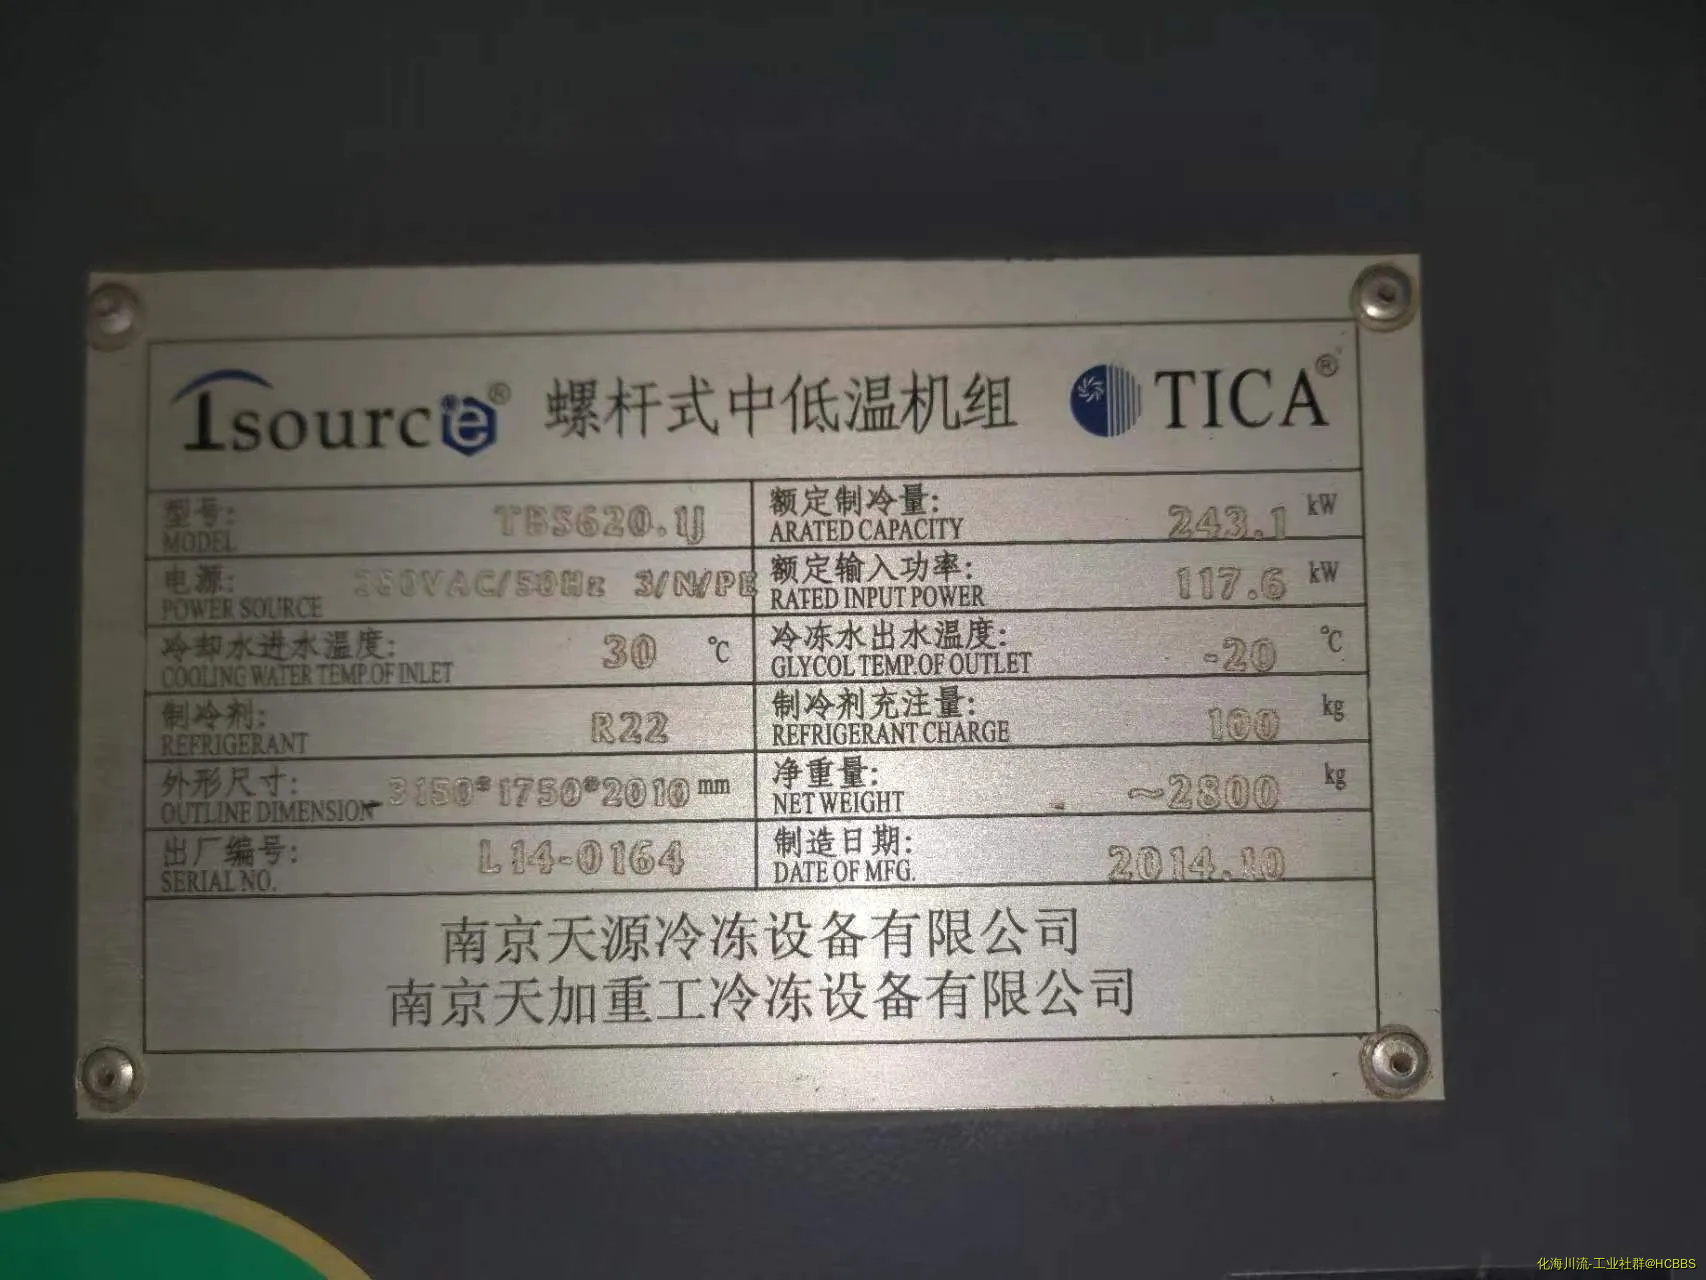 Tsource® 螺杆式中低温机组 TICA®
型号: TBS620.1J 额定制冷量: 243.1 kW
MODEL ARATED CAPACITY
电源: 380VAC/50Hz 3/N/PE 额定输入功率: 117.6 kW
POWER SOURCE RATED INPUT POWER
冷却水进水温度: 30 ℃ 冷冻水出水温度: -20 ℃
COOLING WATER TEMP.OF INLET GLYCOL TEMP.OF OUTLET
制冷剂: R22 制冷剂充注量: 100 kg
REFRIGERANT REFRIGERANT CHARGE
外形尺寸: 3150*1750*2010 mm 净重量: ~2800 kg
OUTLINE DIMENSION NET WEIGHT
出厂编号: L14-0164 制造日期: 2014.10
SERIAL NO. DATE OF MFG.
南京天源冷冻设备有限公司
南京天加重工冷冻设备有限公司
化海川流-工业社群@HCBBS